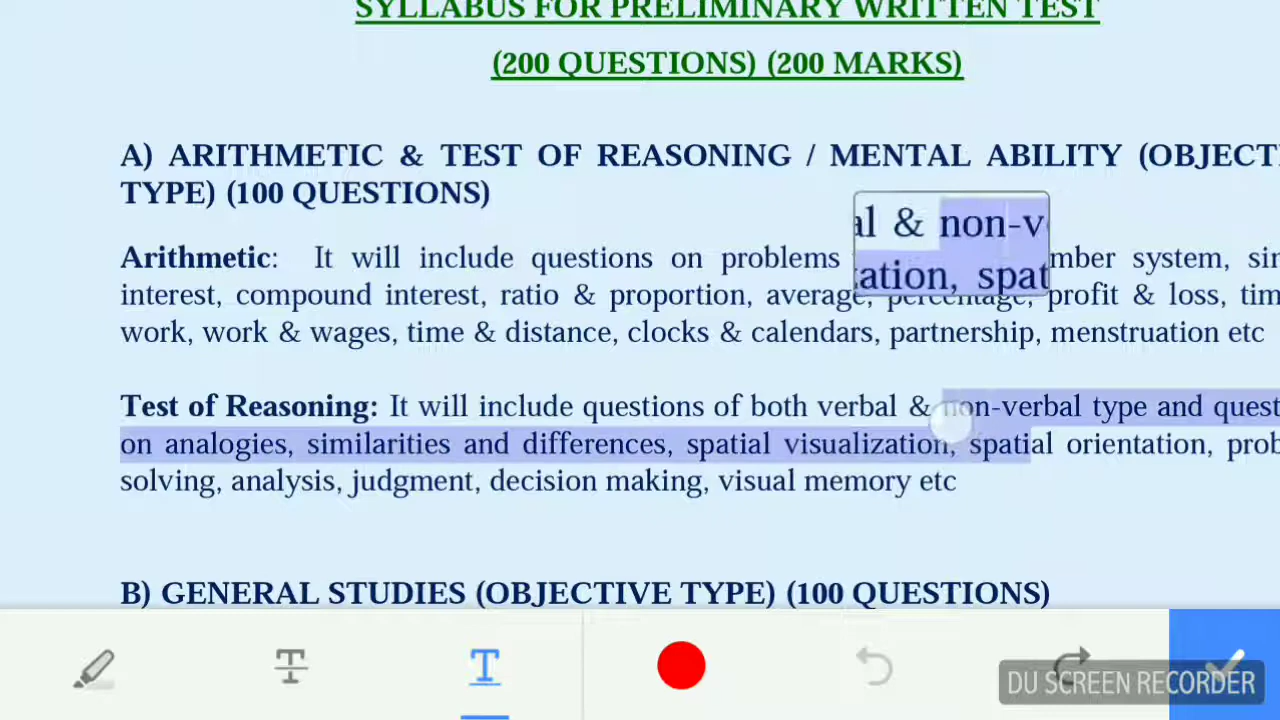 SYLLABUS FOR PRELIMINARY WRITTEN TEST
(200 QUESTIONS) (200 MARKS)
A) ARITHMETIC & TEST OF REASONING / MENTAL ABILITY (OBJECTI
TYPE) (100 QUESTIONS)
al & non-v
zation, spat
Arithmetic: It will include questions on problems mber system, sim
interest, compound interest, ratio & proportion, average, percentage, profit & loss, tim
work, work & wages, time & distance, clocks & calendars, partnership, menstruation etc
Test of Reasoning: It will include questions of both verbal & non-verbal type and quest
on analogies, similarities and differences, spatial visualization, spatial orientation, prob
solving, analysis, judgment, decision making, visual memory etc
B) GENERAL STUDIES (OBJECTIVE TYPE) (100 QUESTIONS)
T T
DU SCREEN RECORDER